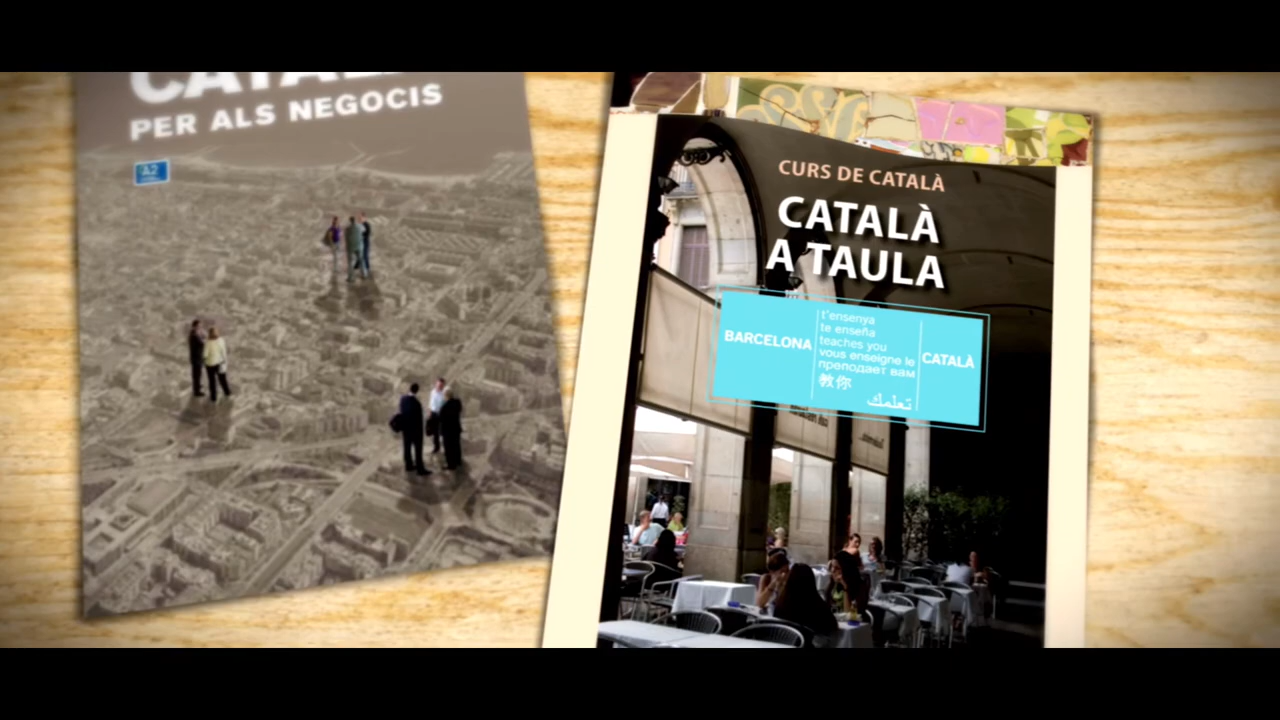 CATALÀ
PER ALS NEGOCIS
A2
CURS DE CATALÀ
CATALÀ
A TAULA
BARCELONA
t'ensenya
te enseña
teaches you
vous enseigne le
преподает вам
教你
تعلمك
CATALÀ